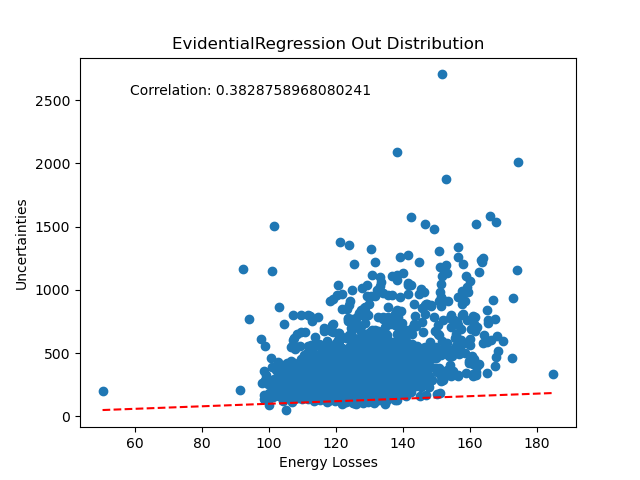 EvidentialRegression Out Distribution
Correlation: 0.3828758968080241
Uncertainties
2500
2000
1500
1000
500
0
60 80 100 120 140 160 180
Energy Losses